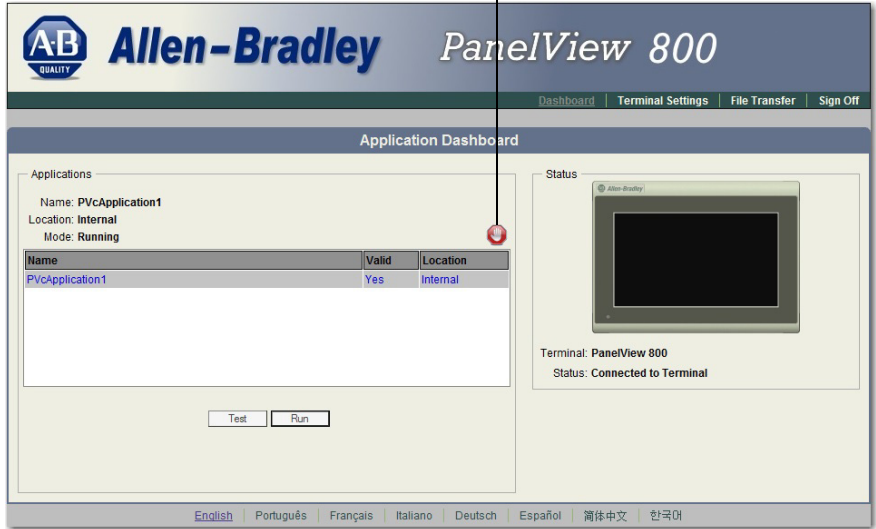 A-B
QUALITY
Allen-Bradley
PanelView 800
Dashboard Terminal Settings File Transfer Sign Off
Application Dashboard
Applications
Name: PVcApplication1
Location: Internal
Mode: Running
Name Valid Location
PVcApplication1 Yes Internal
Test Run
Status
Allen-Bradley
Terminal: PanelView 800
Status: Connected to Terminal
English Português Français Italiano Deutsch Español 简体中文 한국어